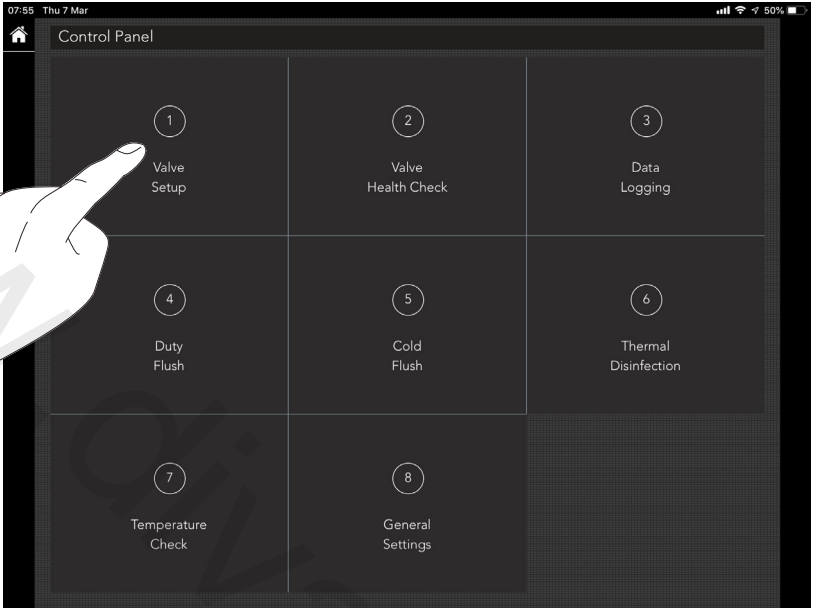 07:55 Thu 7 Mar
50%
Control Panel
1
Valve
Setup
2
Valve
Health Check
3
Data
Logging
4
Duty
Flush
5
Cold
Flush
6
Thermal
Disinfection
7
Temperature
Check
8
General
Settings